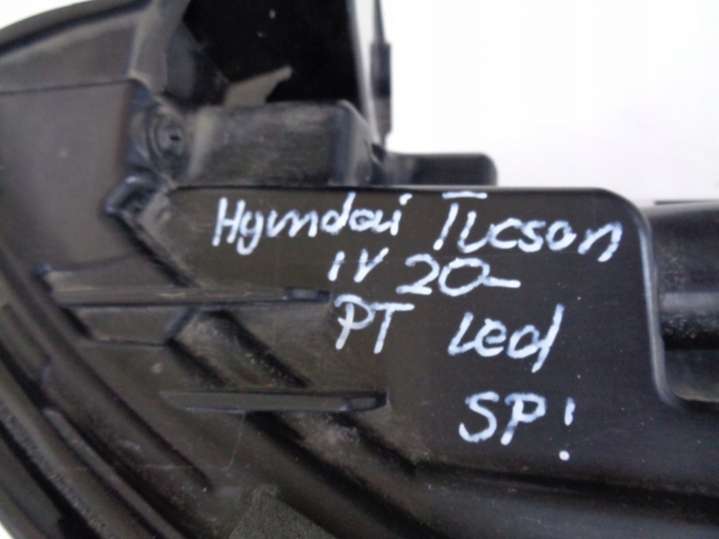 Hyundai Tucson
IV 20-
PT Led
SP!